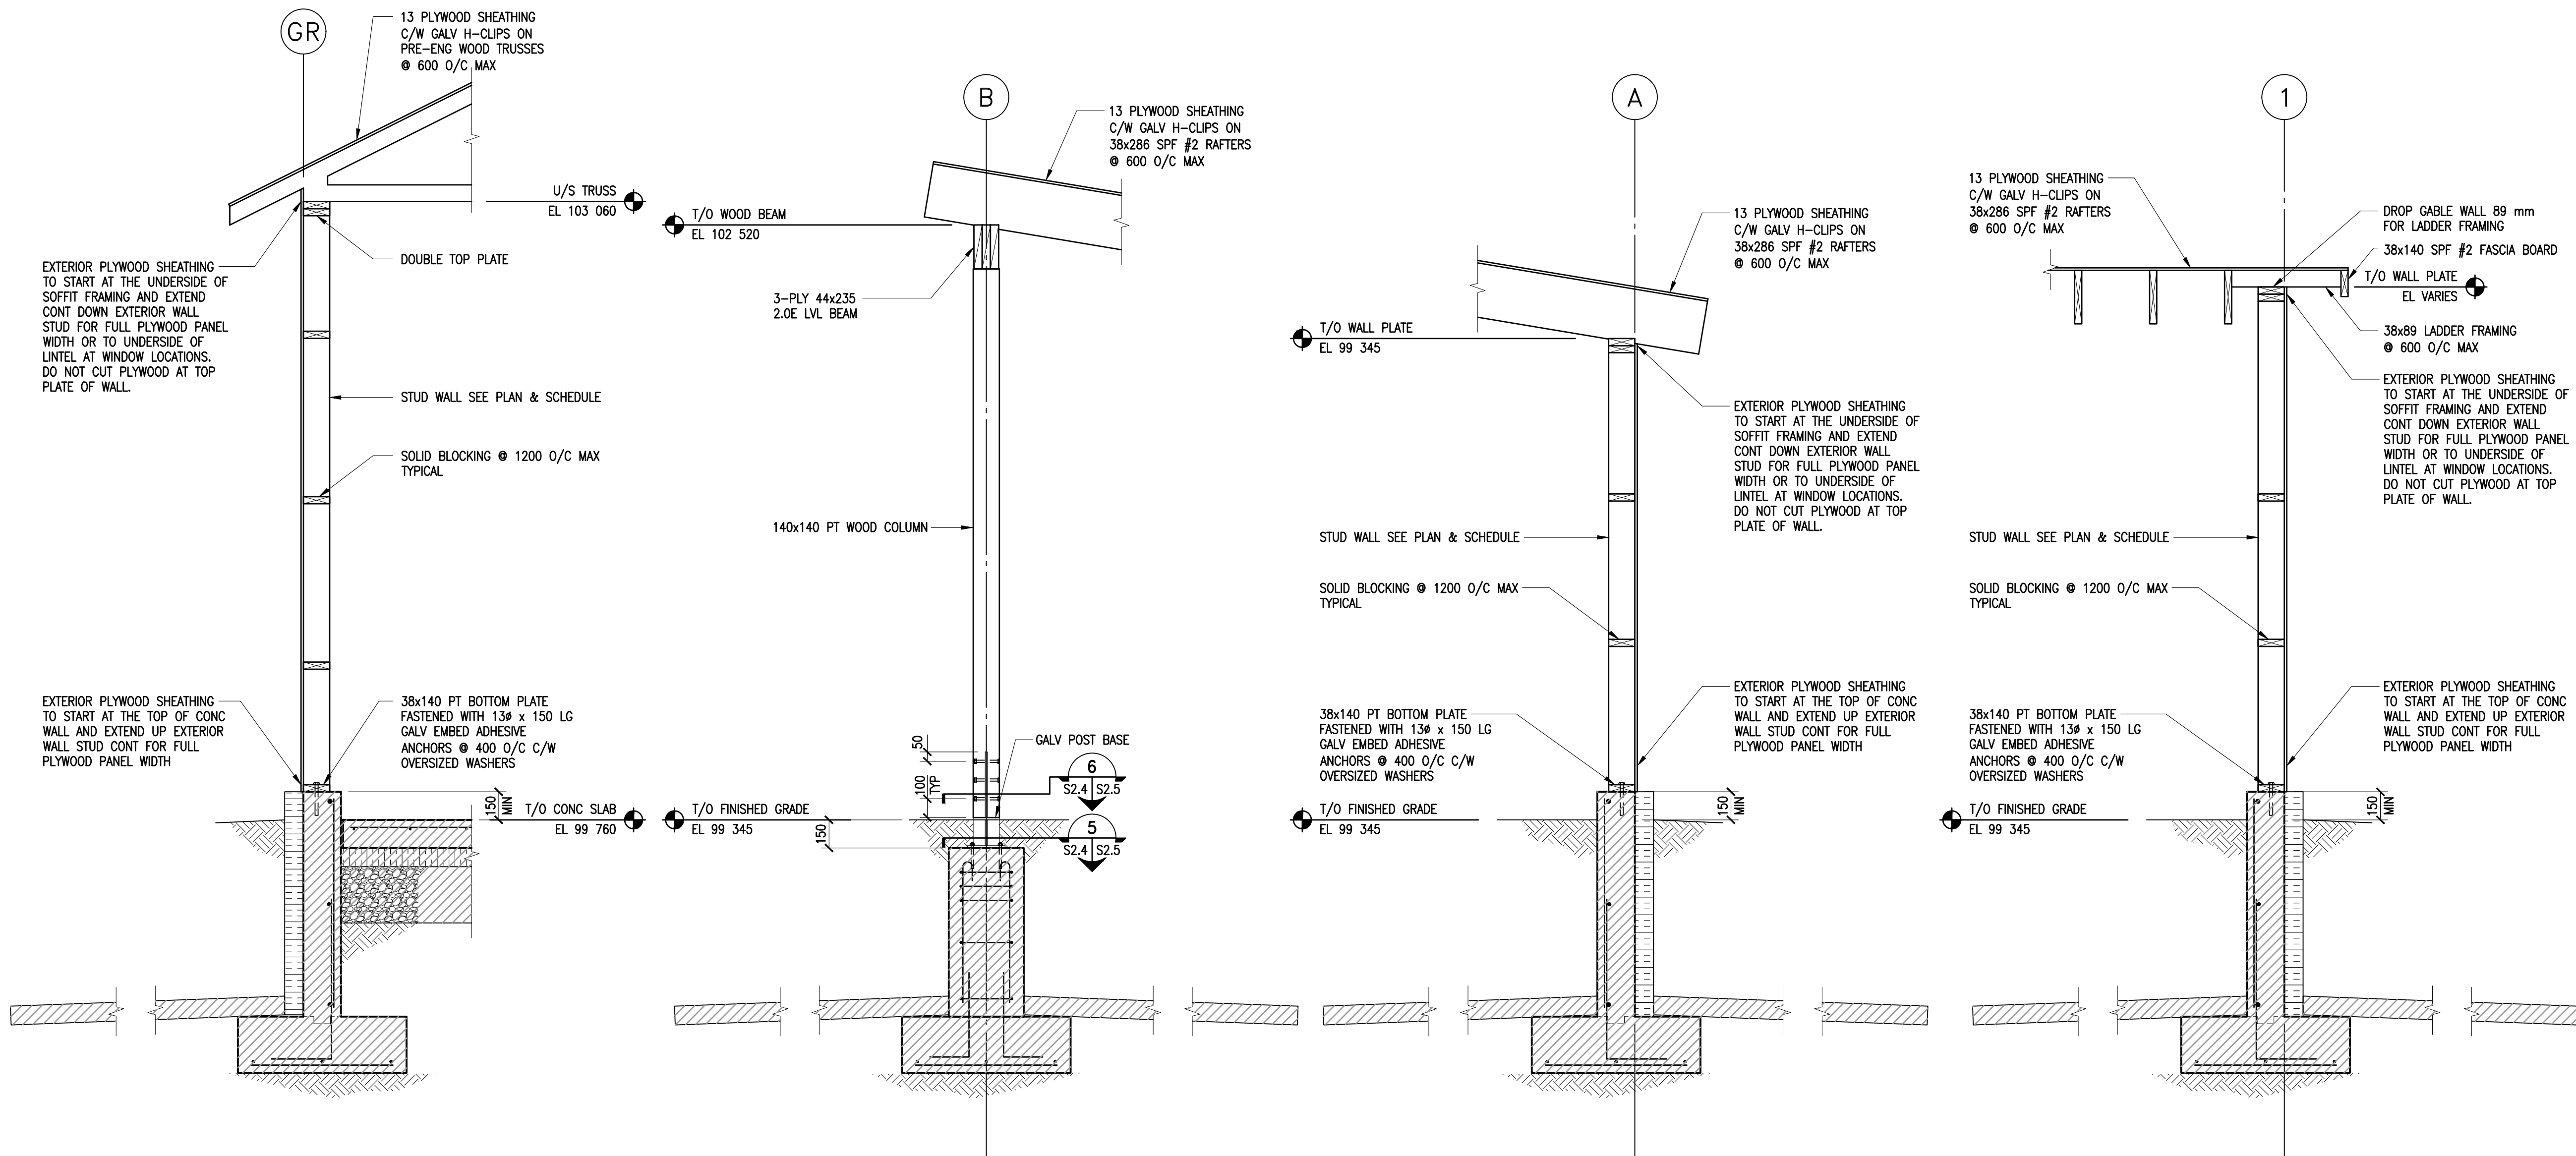 GR
13 PLYWOOD SHEATHING
C/W GALV H-CLIPS ON
PRE-ENG WOOD TRUSSES
@ 600 O/C MAX
U/S TRUSS
EL 103 060
DOUBLE TOP PLATE
EXTERIOR PLYWOOD SHEATHING
TO START AT THE UNDERSIDE OF
SOFFIT FRAMING AND EXTEND
CONT DOWN EXTERIOR WALL
STUD FOR FULL PLYWOOD PANEL
WIDTH OR TO UNDERSIDE OF
LINTEL AT WINDOW LOCATIONS.
DO NOT CUT PLYWOOD AT TOP
PLATE OF WALL.
STUD WALL SEE PLAN & SCHEDULE
SOLID BLOCKING @ 1200 O/C MAX
TYPICAL
EXTERIOR PLYWOOD SHEATHING
TO START AT THE TOP OF CONC
WALL AND EXTEND UP EXTERIOR
WALL STUD CONT FOR FULL
PLYWOOD PANEL WIDTH
38x140 PT BOTTOM PLATE
FASTENED WITH 13ø x 150 LG
GALV EMBED ADHESIVE
ANCHORS @ 400 O/C C/W
OVERSIZED WASHERS
150
MIN
T/O CONC SLAB
EL 99 760
B
13 PLYWOOD SHEATHING
C/W GALV H-CLIPS ON
38x286 SPF #2 RAFTERS
@ 600 O/C MAX
T/O WOOD BEAM
EL 102 520
3-PLY 44x235
2.0E LVL BEAM
140x140 PT WOOD COLUMN
50
100
TYP
GALV POST BASE
6
S2.4 S2.5
T/O FINISHED GRADE
EL 99 345
150
5
S2.4 S2.5
A
13 PLYWOOD SHEATHING
C/W GALV H-CLIPS ON
38x286 SPF #2 RAFTERS
@ 600 O/C MAX
T/O WALL PLATE
EL 99 345
EXTERIOR PLYWOOD SHEATHING
TO START AT THE UNDERSIDE OF
SOFFIT FRAMING AND EXTEND
CONT DOWN EXTERIOR WALL
STUD FOR FULL PLYWOOD PANEL
WIDTH OR TO UNDERSIDE OF
LINTEL AT WINDOW LOCATIONS.
DO NOT CUT PLYWOOD AT TOP
PLATE OF WALL.
STUD WALL SEE PLAN & SCHEDULE
SOLID BLOCKING @ 1200 O/C MAX
TYPICAL
EXTERIOR PLYWOOD SHEATHING
TO START AT THE TOP OF CONC
WALL AND EXTEND UP EXTERIOR
WALL STUD CONT FOR FULL
PLYWOOD PANEL WIDTH
38x140 PT BOTTOM PLATE
FASTENED WITH 13ø x 150 LG
GALV EMBED ADHESIVE
ANCHORS @ 400 O/C C/W
OVERSIZED WASHERS
150
MIN
T/O FINISHED GRADE
EL 99 345
1
13 PLYWOOD SHEATHING
C/W GALV H-CLIPS ON
38x286 SPF #2 RAFTERS
@ 600 O/C MAX
DROP GABLE WALL 89 mm
FOR LADDER FRAMING
38x140 SPF #2 FASCIA BOARD
T/O WALL PLATE
EL VARIES
38x89 LADDER FRAMING
@ 600 O/C MAX
EXTERIOR PLYWOOD SHEATHING
TO START AT THE UNDERSIDE OF
SOFFIT FRAMING AND EXTEND
CONT DOWN EXTERIOR WALL
STUD FOR FULL PLYWOOD PANEL
WIDTH OR TO UNDERSIDE OF
LINTEL AT WINDOW LOCATIONS.
DO NOT CUT PLYWOOD AT TOP
PLATE OF WALL.
STUD WALL SEE PLAN & SCHEDULE
SOLID BLOCKING @ 1200 O/C MAX
TYPICAL
EXTERIOR PLYWOOD SHEATHING
TO START AT THE TOP OF CONC
WALL AND EXTEND UP EXTERIOR
WALL STUD CONT FOR FULL
PLYWOOD PANEL WIDTH
38x140 PT BOTTOM PLATE
FASTENED WITH 13ø x 150 LG
GALV EMBED ADHESIVE
ANCHORS @ 400 O/C C/W
OVERSIZED WASHERS
150
MIN
T/O FINISHED GRADE
EL 99 345